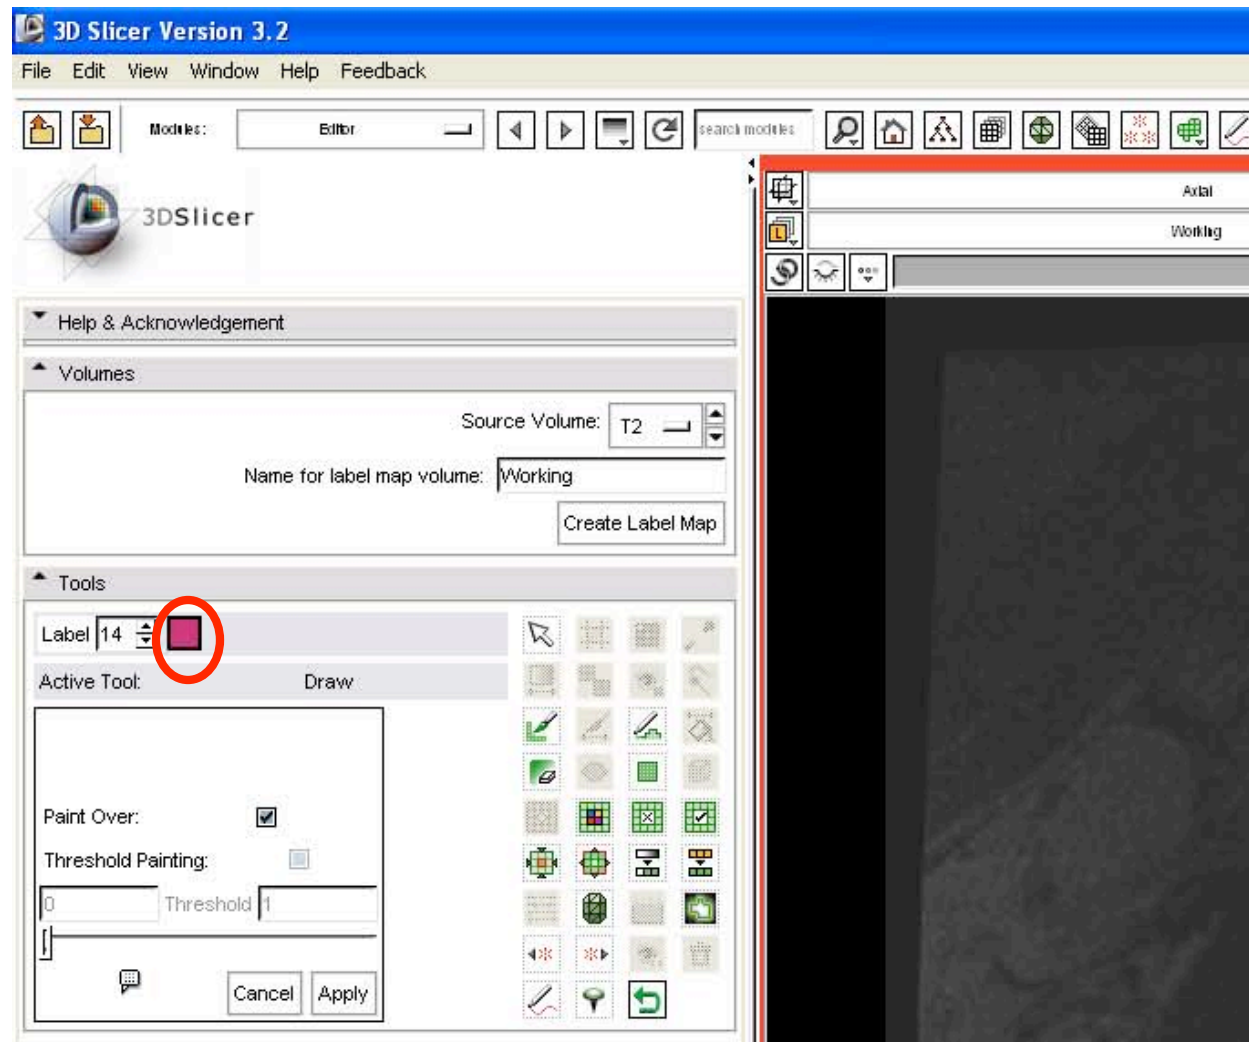 3D Slicer Version 3.2
File Edit View Window Help Feedback
Modules: Editor search modules
3DSlicer
Axial
Working
L
Help & Acknowledgement
Volumes
Source Volume: T2
Name for label map volume: Working
Create Label Map
Tools
Label 14
Active Tool: Draw
Paint Over:
Threshold Painting:
0 Threshold 1
Cancel Apply